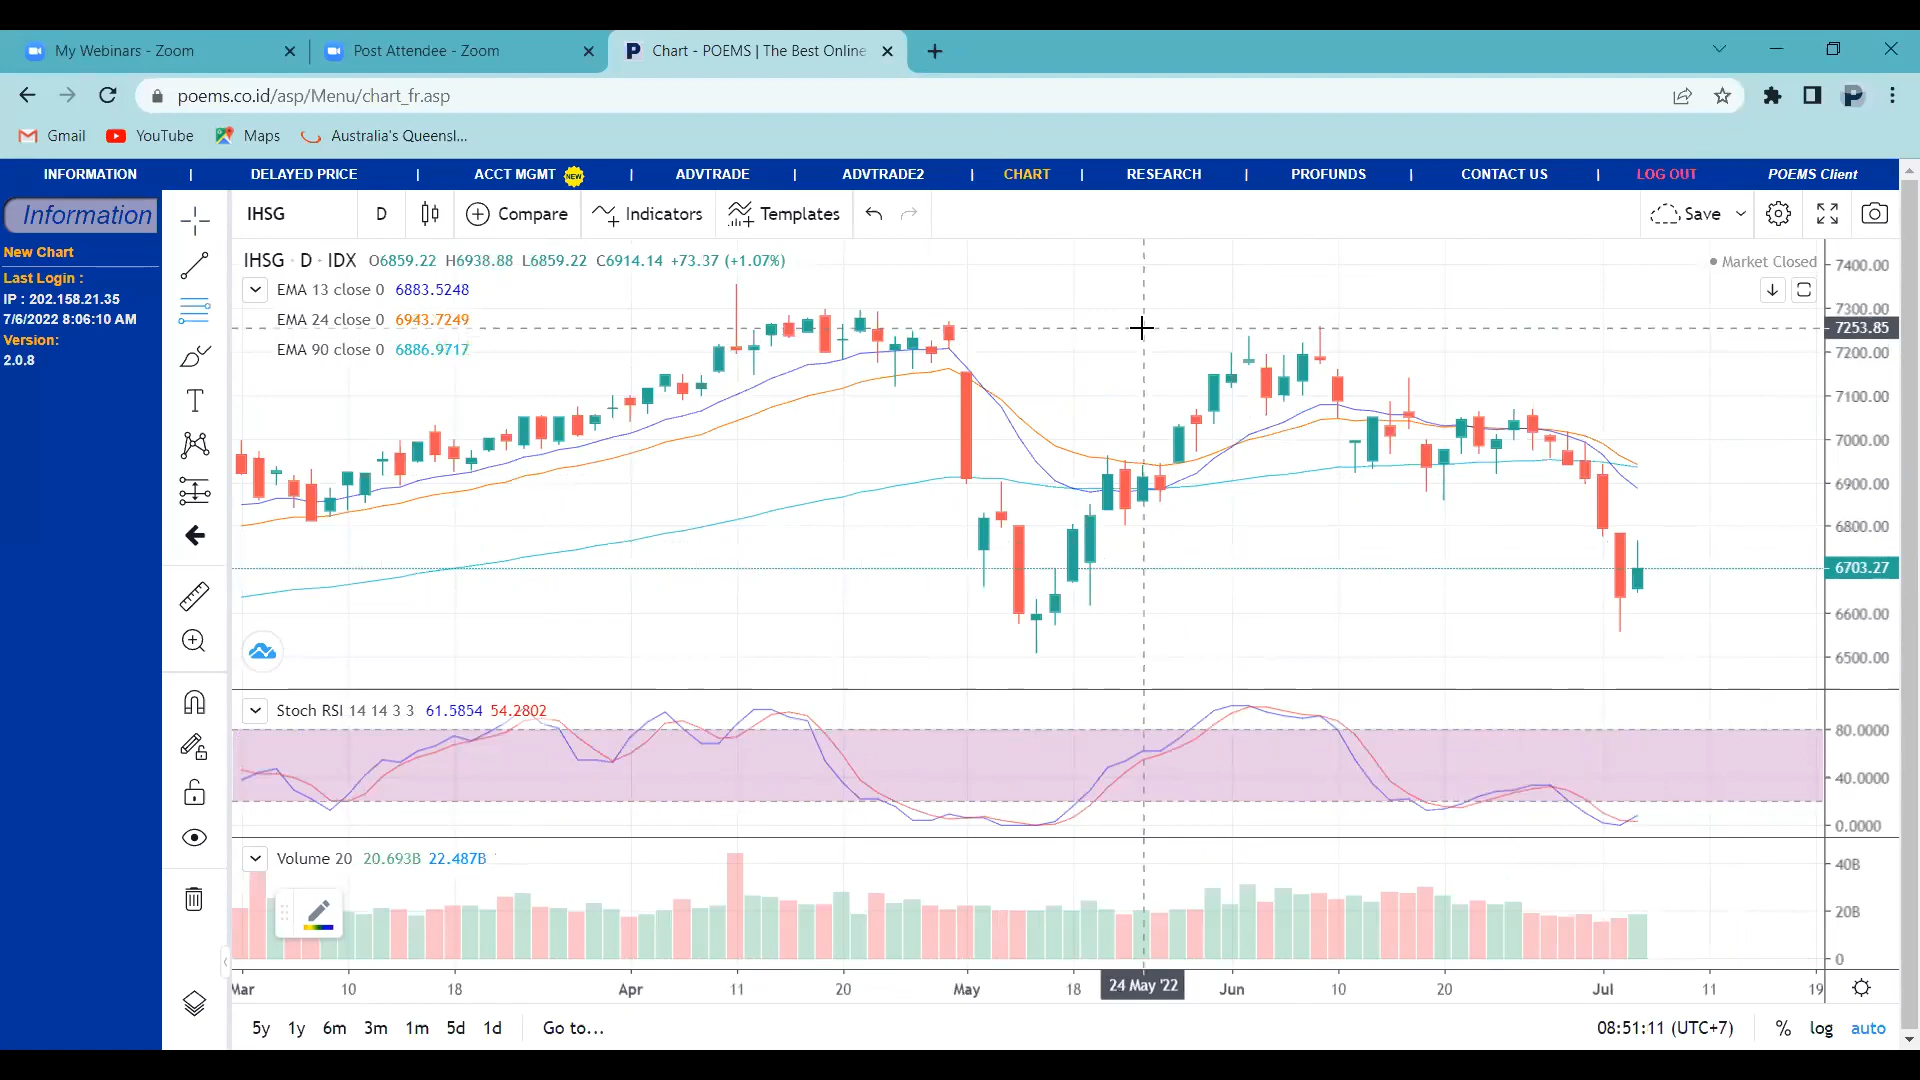 My Webinars - Zoom
Post Attendee - Zoom
Chart - POEMS | The Best Online
poems.co.id/asp/Menu/chart_fr.asp
Gmail
YouTube
Maps
Australia's Queensl...
INFORMATION | DELAYED PRICE | ACCT MGMT NEW | ADVTRADE | ADVTRADE2 | CHART | RESEARCH | PROFUNDS | CONTACT US | LOG OUT POEMS Client
Information
New Chart
Last Login :
IP : 202.158.21.35
7/6/2022 8:06:10 AM
Version:
2.0.8
IHSG D Compare Indicators Templates Save
IHSG · D · IDX O6859.22 H6938.88 L6859.22 C6914.14 +73.37 (+1.07%)
Market Closed
EMA 13 close 0 6883.5248
EMA 24 close 0 6943.7249
EMA 90 close 0 6886.9717
7400.00
7300.00
7253.85
7200.00
7100.00
7000.00
6900.00
6800.00
6703.27
6600.00
6500.00
Stoch RSI 14 14 3 3 61.5854 54.2802
80.0000
40.0000
0.0000
Volume 20 20.693B 22.487B
40B
20B
0
Mar 10 18 Apr 11 20 May 18 24 May '22 Jun 10 20 Jul 11 19
5y 1y 6m 3m 1m 5d 1d Go to... 08:51:11 (UTC+7) % log auto